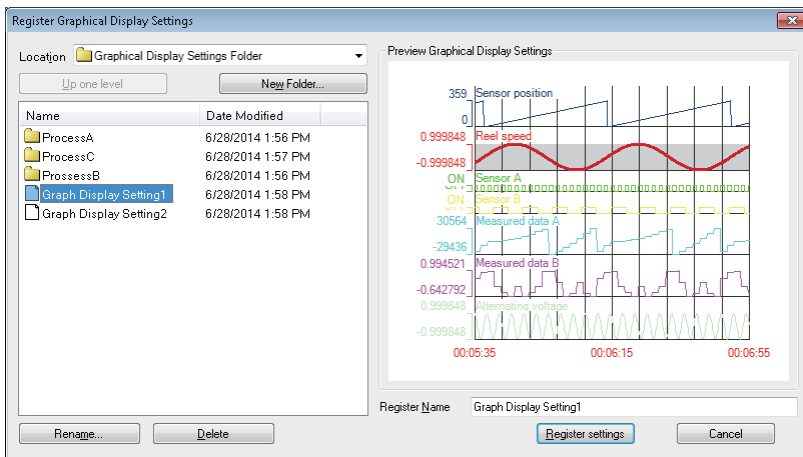 Register Graphical Display Settings
Location Graphical Display Settings Folder
Up one level New Folder...
Name Date Modified
ProcessA 6/28/2014 1:56 PM
ProcessC 6/28/2014 1:57 PM
ProssessB 6/28/2014 1:56 PM
Graph Display Setting1 6/28/2014 1:58 PM
Graph Display Setting2 6/28/2014 1:58 PM
Rename... Delete
Preview Graphical Display Settings
359 Sensor position
0
0.999848 Reel speed
-0.999848
ON Sensor A
ON Sensor B
30564 Measured data A
-29436
0.994521 Measured data B
-0.642792
0.999848 Alternating voltage
-0.999848
00:05:35 00:06:15 00:06:55
Register Name Graph Display Setting1
Register settings Cancel